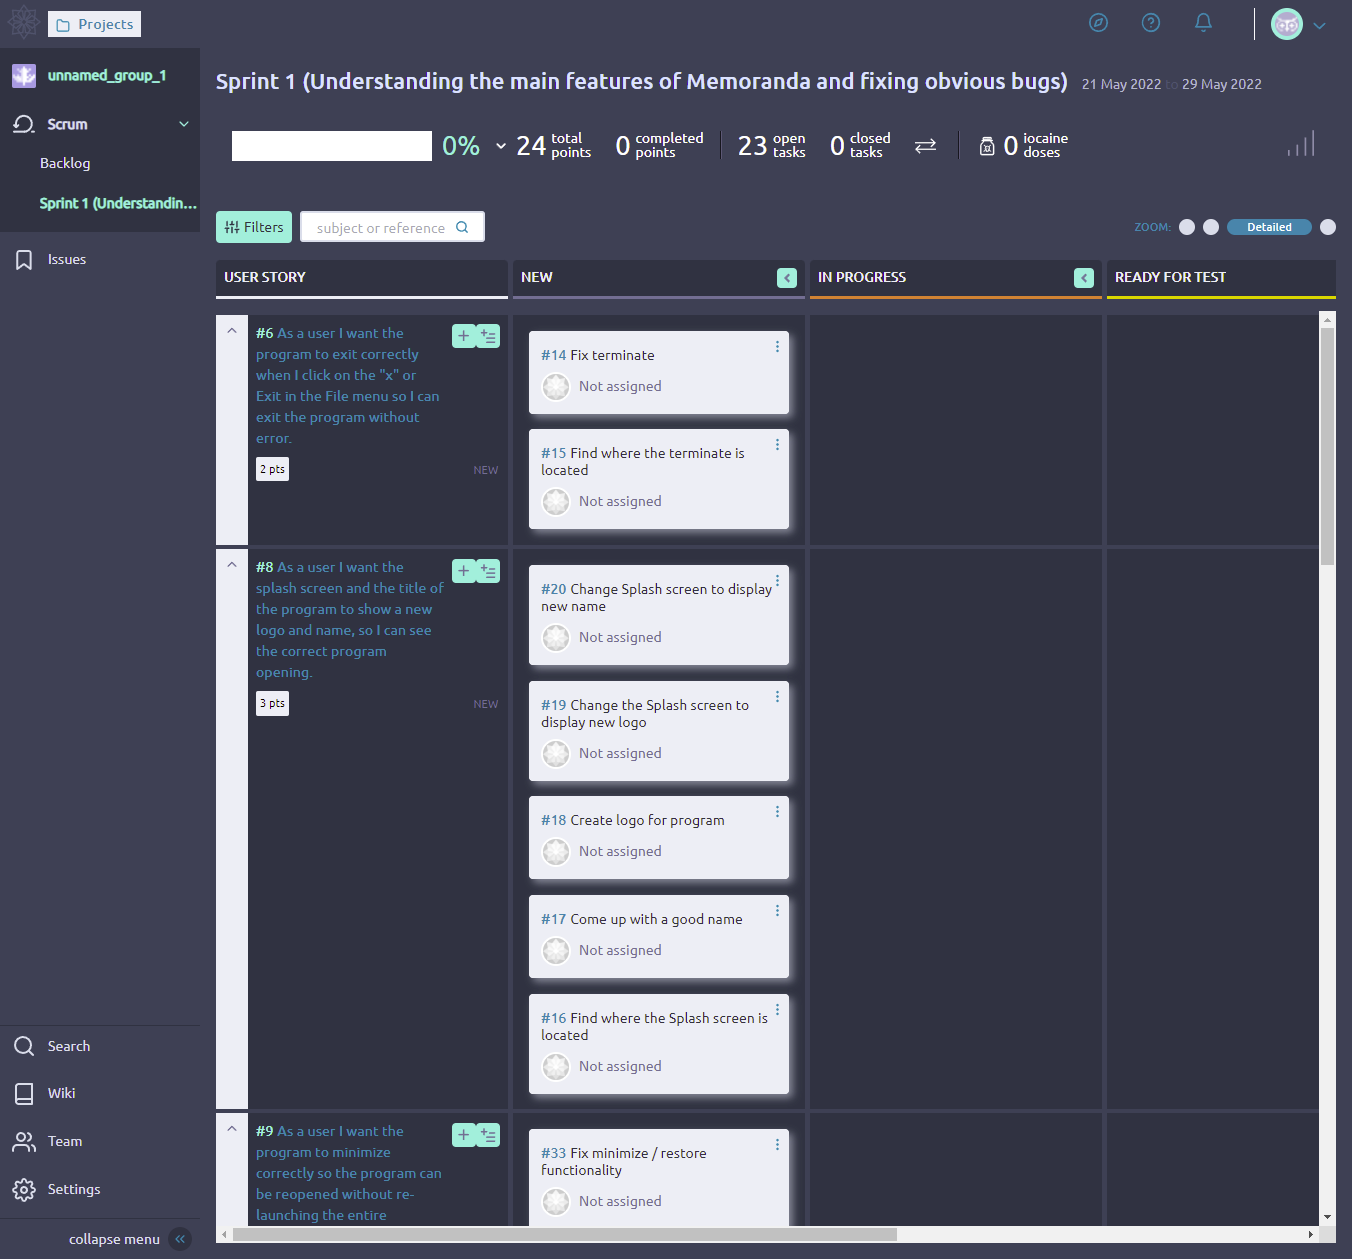 Projects
unnamed_group_1
Scrum
Backlog
Sprint 1 (Understandin...
Issues
Search
Wiki
Team
Settings
collapse menu
Sprint 1 (Understanding the main features of Memoranda and fixing obvious bugs) 21 May 2022 to 29 May 2022
0% 24 total points 0 completed points 23 open tasks 0 closed tasks 0 iocaine doses
Filters subject or reference ZOOM: Detailed
USER STORY NEW IN PROGRESS READY FOR TEST
#6 As a user I want the
program to exit correctly
when I click on the "x" or
Exit in the File menu so I can
exit the program without
error.
2 pts NEW
#14 Fix terminate
Not assigned
#15 Find where the terminate is
located
Not assigned
#8 As a user I want the
splash screen and the title of
the program to show a new
logo and name, so I can see
the correct program
opening.
3 pts NEW
#20 Change Splash screen to display
new name
Not assigned
#19 Change the Splash screen to
display new logo
Not assigned
#18 Create logo for program
Not assigned
#17 Come up with a good name
Not assigned
#16 Find where the Splash screen is
located
Not assigned
#9 As a user I want the
program to minimize
correctly so the program can
be reopened without re-
launching the entire
#33 Fix minimize / restore
functionality
Not assigned